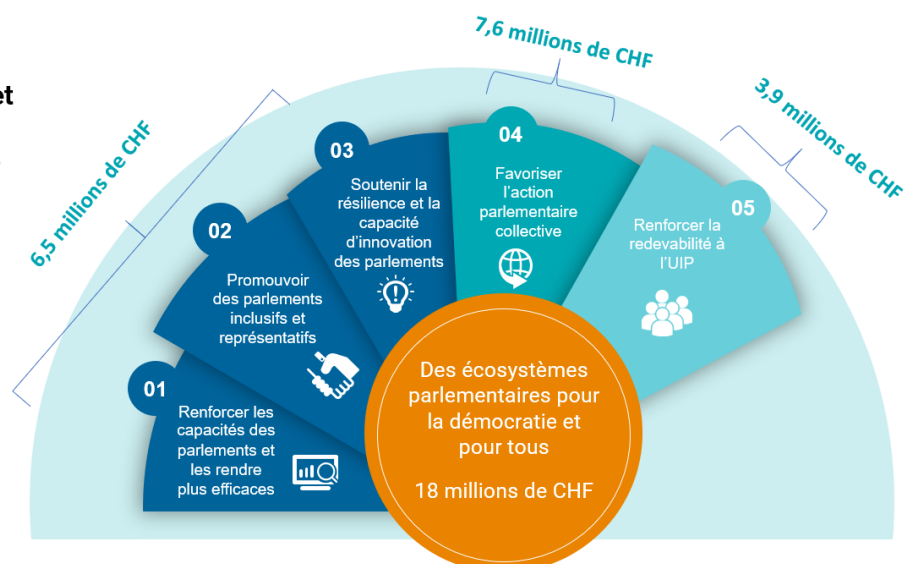 et
6,5 millions de CHF
7,6 millions de CHF
3,9 millions de CHF
01
Renforcer les
capacités des
parlements et
les rendre
plus efficaces
02
Promouvoir
des parlements
inclusifs et
représentatifs
03
Soutenir la
résilience et la
capacité
d'innovation
des parlements
04
Favoriser
l'action
parlementaire
collective
05
Renforcer la
redevabilité à
l'UIP
Des écosystèmes
parlementaires pour
la démocratie et
pour tous
18 millions de CHF